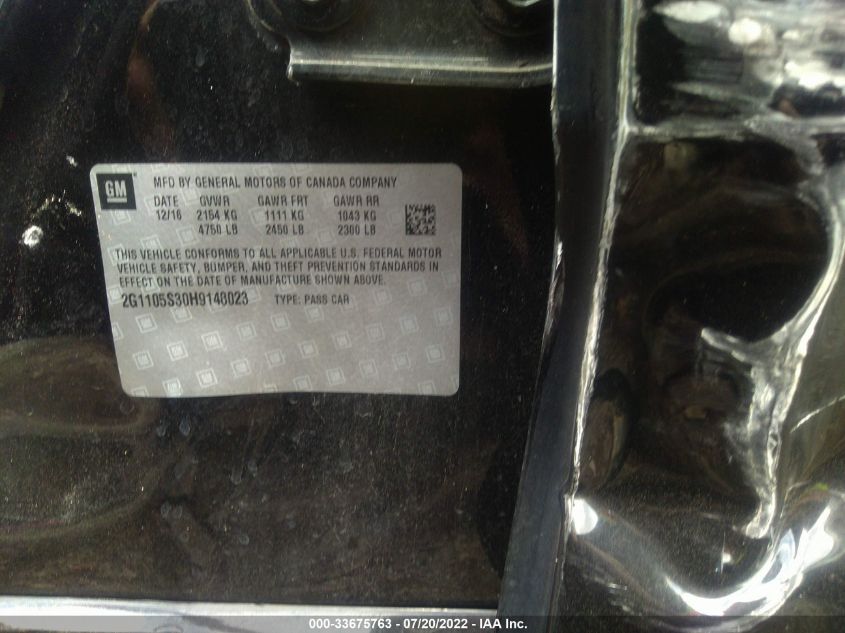 GM
MFD BY GENERAL MOTORS OF CANADA COMPANY
DATE GVWR GAWR FRT GAWR RR
12/16 2154 KG 1111 KG 1043 KG
4750 LB 2450 LB 2300 LB
THIS VEHICLE CONFORMS TO ALL APPLICABLE U.S. FEDERAL MOTOR
VEHICLE SAFETY, BUMPER, AND THEFT PREVENTION STANDARDS IN
EFFECT ON THE DATE OF MANUFACTURE SHOWN ABOVE.
2G1105S30H9148023 TYPE: PASS CAR
000-33675763 - 07/20/2022 - IAA Inc.